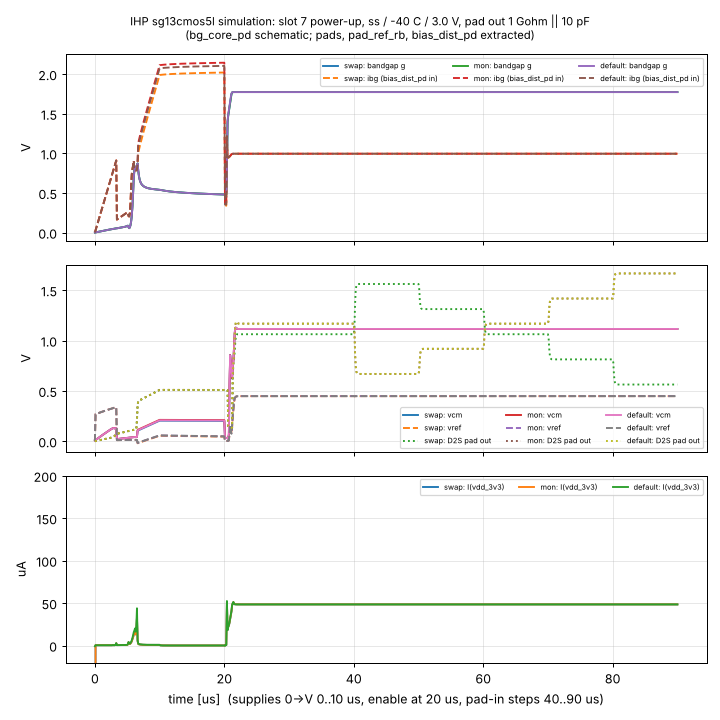 IHP sg13cmos5l simulation: slot 7 power-up, ss / -40 C / 3.0 V, pad out 1 Gohm || 10 pF
(bg_core_pd schematic; pads, pad_ref_rb, bias_dist_pd extracted)
swap: bandgap g mon: bandgap g default: bandgap g
swap: ibg (bias_dist_pd in) mon: ibg (bias_dist_pd in) default: ibg (bias_dist_pd in)
2.0
1.5
1.0
0.5
0.0
V
1.5
1.0
0.5
0.0
V
swap: vcm mon: vcm default: vcm
swap: vref mon: vref default: vref
swap: D2S pad out mon: D2S pad out default: D2S pad out
swap: I(vdd_3v3) mon: I(vdd_3v3) default: I(vdd_3v3)
200
150
100
50
0
uA
0 20 40 60 80
time [us] (supplies 0→V 0..10 us, enable at 20 us, pad-in steps 40..90 us)